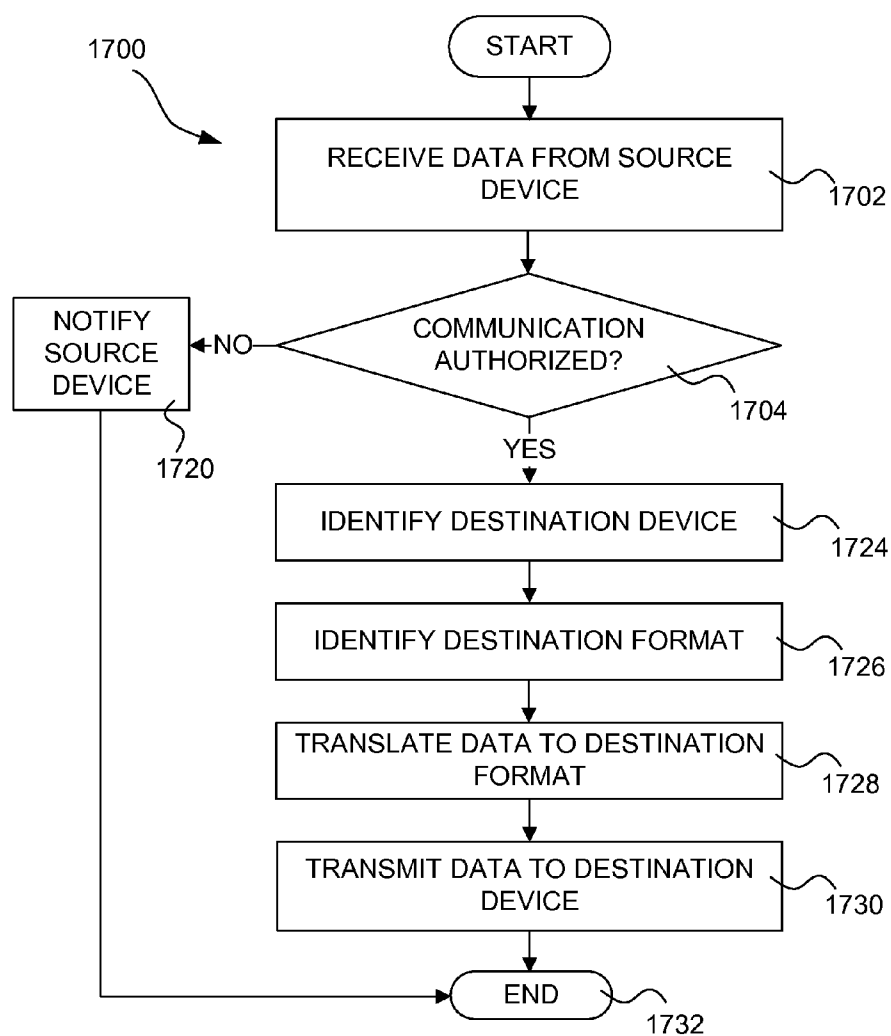 1700
START
RECEIVE DATA FROM SOURCE
DEVICE
1702
COMMUNICATION
AUTHORIZED?
1704
NO
NOTIFY
SOURCE
DEVICE
1720
YES
IDENTIFY DESTINATION DEVICE
1724
IDENTIFY DESTINATION FORMAT
1726
TRANSLATE DATA TO DESTINATION
FORMAT
1728
TRANSMIT DATA TO DESTINATION
DEVICE
1730
END
1732